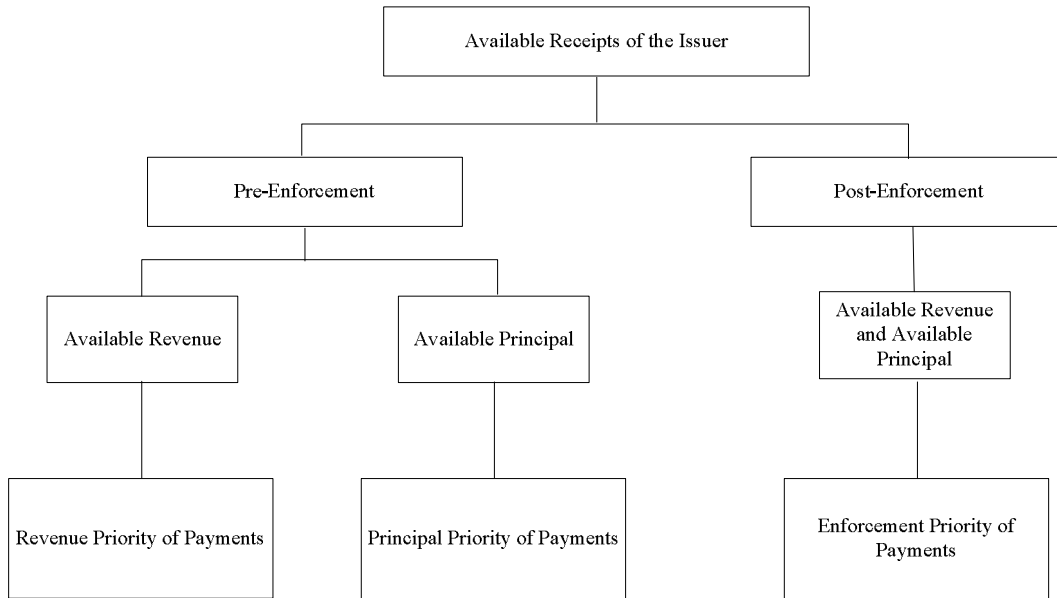 Available Receipts of the Issuer
Pre-Enforcement
Post-Enforcement
Available Revenue
Available Principal
Available Revenue
and Available
Principal
Revenue Priority of Payments
Principal Priority of Payments
Enforcement Priority of
Payments